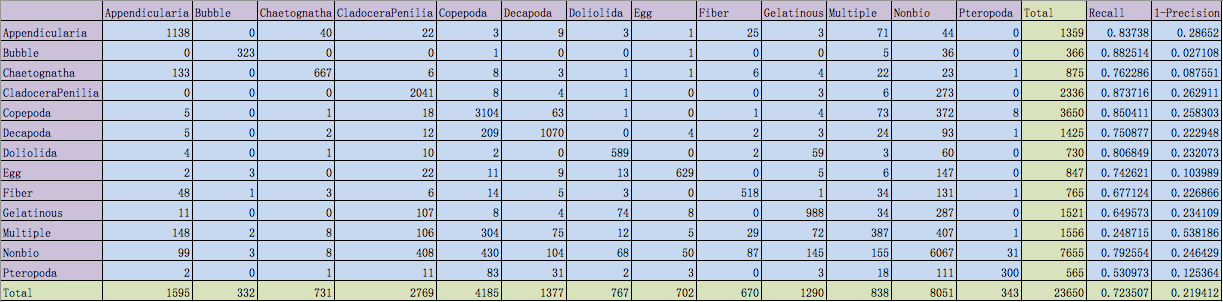 Appendicularia Bubble Chaetognatha CladoceraPenilia Copepoda Decapoda Doliolida Egg Fiber Gelatinous Multiple Nonbio Pteropoda Total Recall 1-Precision
Appendicularia 1138 0 40 22 3 9 3 1 25 3 71 44 0 1359 0.83738 0.28652
Bubble 0 323 0 0 1 0 0 1 0 0 5 36 0 366 0.882514 0.027108
Chaetognatha 133 0 667 6 8 3 1 1 6 4 22 23 1 875 0.762286 0.087551
CladoceraPenilia 0 0 0 2041 8 4 1 0 0 3 6 273 0 2336 0.873716 0.262911
Copepoda 5 0 1 18 3104 63 1 0 1 4 73 372 8 3650 0.850411 0.258303
Decapoda 5 0 2 12 209 1070 0 4 2 3 24 93 1 1425 0.750877 0.222948
Doliolida 4 0 1 10 2 0 589 0 2 59 3 60 0 730 0.806849 0.232073
Egg 2 3 0 22 11 9 13 629 0 5 6 147 0 847 0.742621 0.103989
Fiber 48 1 3 6 14 5 3 0 518 1 34 131 1 765 0.677124 0.226866
Gelatinous 11 0 0 107 8 4 74 8 0 988 34 287 0 1521 0.649573 0.234109
Multiple 148 2 8 106 304 75 12 5 29 72 387 407 1 1556 0.248715 0.538186
Nonbio 99 3 8 408 430 104 68 50 87 145 155 6067 31 7655 0.792554 0.246429
Pteropoda 2 0 1 11 83 31 2 3 0 3 18 111 300 565 0.530973 0.125364
Total 1595 332 731 2769 4185 1377 767 702 670 1290 838 8051 343 23650 0.723507 0.219412